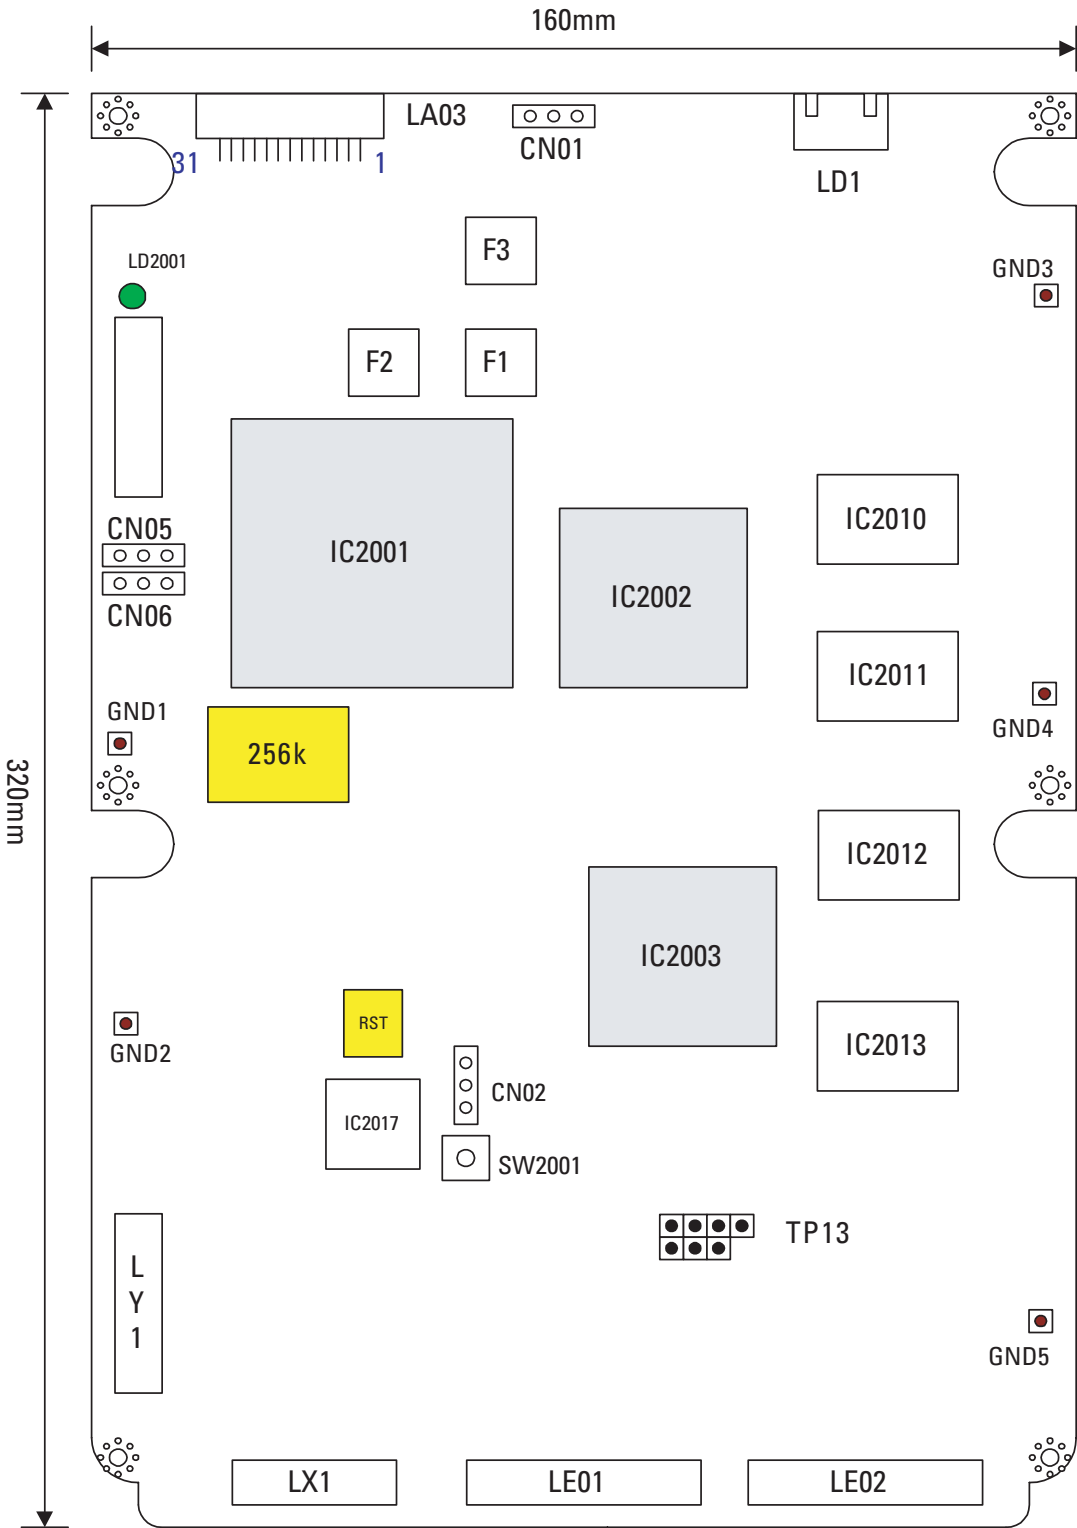 160mm
LA03
CN01
31
1
LD1
F3
LD2001
GND3
F2
F1
IC2010
CN05
IC2001
IC2002
CN06
IC2011
GND1
GND4
256k
320mm
IC2012
IC2003
RST
GND2
IC2013
CN02
IC2017
SW2001
TP13
L
Y
1
GND5
LX1
LE01
LE02